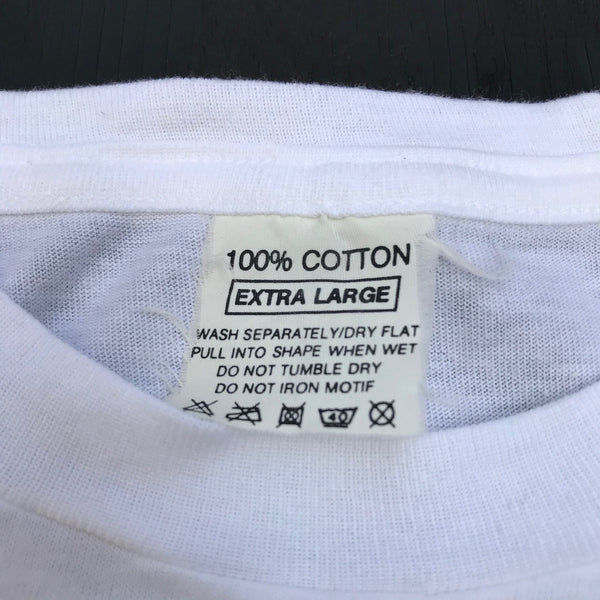 100% COTTON
EXTRA LARGE
WASH SEPARATELY/DRY FLAT
PULL INTO SHAPE WHEN WET
DO NOT TUMBLE DRY
DO NOT IRON MOTIF
40